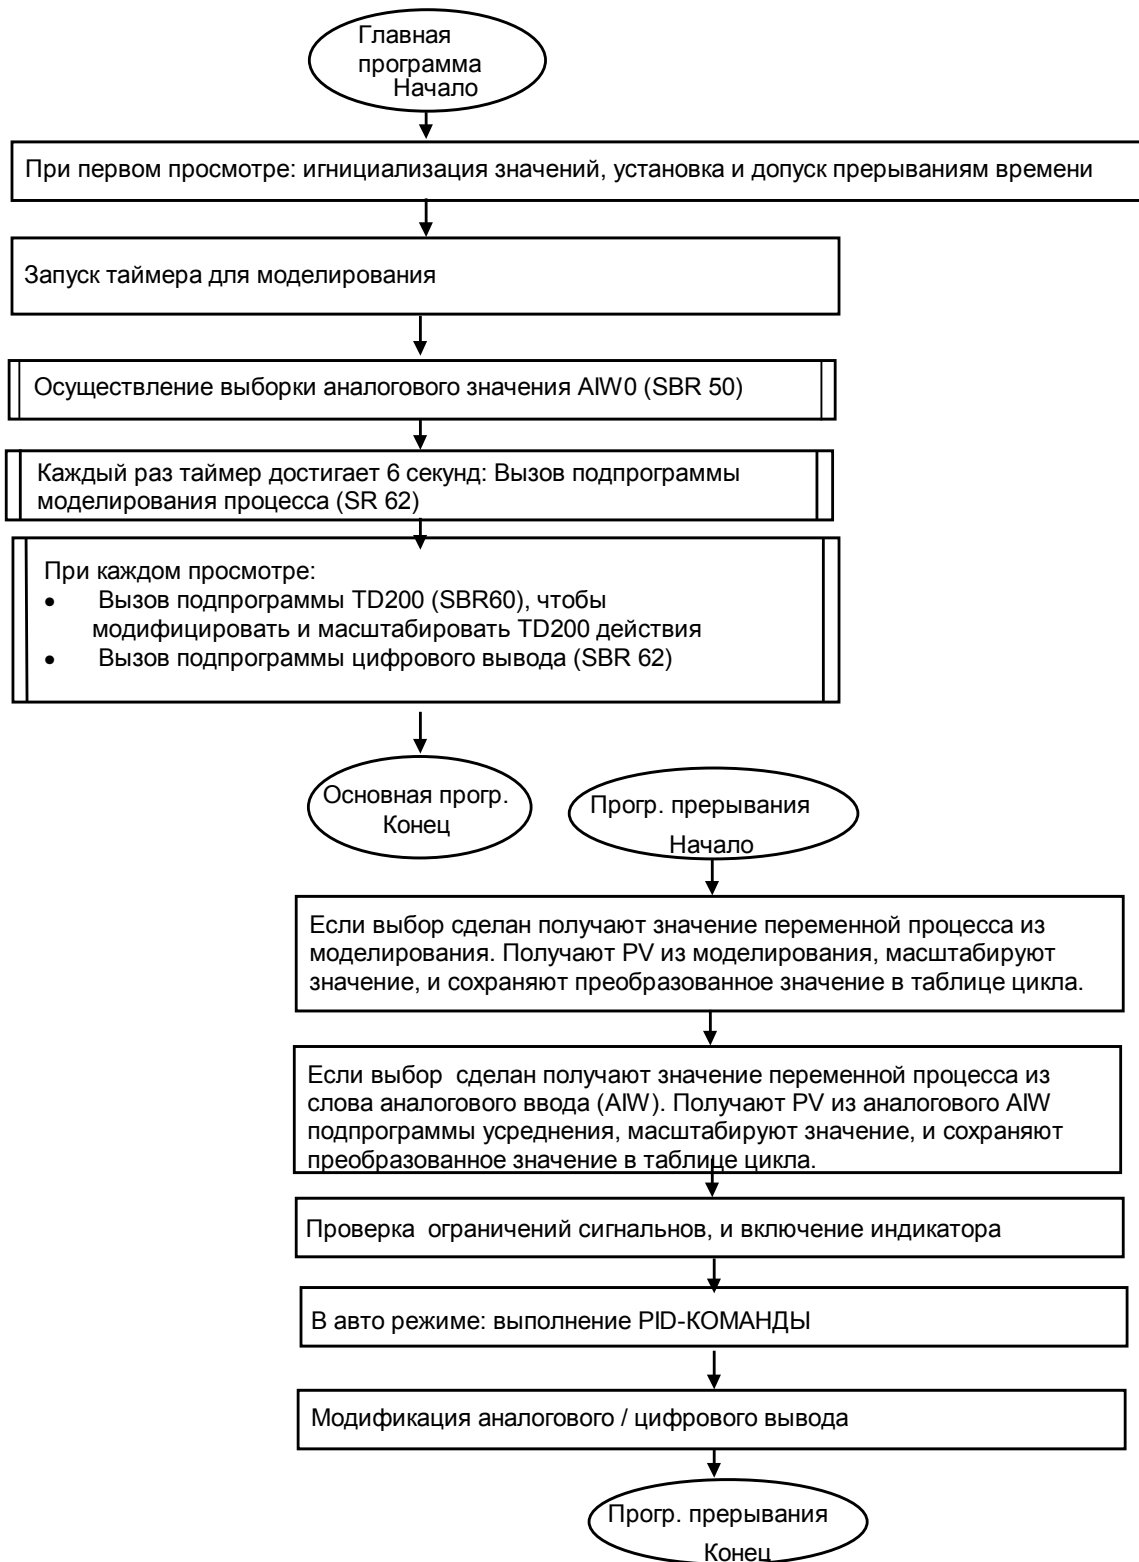 Главная
программа
Начало
При первом просмотре: игнициализация значений, установка и допуск прерываниям времени
Запуск таймера для моделирования
Осуществление выборки аналогового значения AIW0 (SBR 50)
Каждый раз таймер достигает 6 секунд: Вызов подпрограммы
моделирования процесса (SR 62)
При каждом просмотре:
• Вызов подпрограммы TD200 (SBR60), чтобы
модифицировать и масштабировать TD200 действия
• Вызов подпрограммы цифрового вывода (SBR 62)
Основная прогр.
Конец
Прогр. прерывания
Начало
Если выбор сделан получают значение переменной процесса из
моделирования. Получают PV из моделирования, масштабируют
значение, и сохраняют преобразованное значение в таблице цикла.
Если выбор сделан получают значение переменной процесса из
слова аналогового ввода (AIW). Получают PV из аналогового AIW
подпрограммы усреднения, масштабируют значение, и сохраняют
преобразованное значение в таблице цикла.
Проверка ограничений сигнальнов, и включение индикатора
В авто режиме: выполнение PID-КОМАНДЫ
Модификация аналогового / цифрового вывода
Прогр. прерывания
Конец